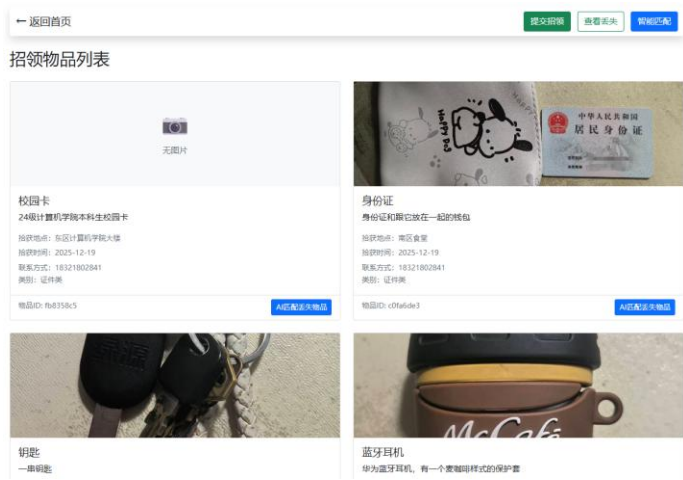 ← 返回首页
提交招领
查看丢失
智能匹配
招领物品列表
无图片
校园卡
24级计算机学院本科生校园卡
拾获地点：东区计算机学院大楼
拾获时间：2025-12-19
联系方式：18321802841
类别：证件类
物品ID: fb8358c5
AI匹配丢失物品
HAPPY
HAPPY DAY
中华人民共和国
居民身份证
身份证
身份证和跟它放在一起的钱包
拾获地点：南区食堂
拾获时间：2025-12-19
联系方式：18321802841
类别：证件类
物品ID: c0fa6de3
AI匹配丢失物品
钥匙
一串钥匙
McCafé
蓝牙耳机
华为蓝牙耳机，有一个麦咖啡样式的保护套